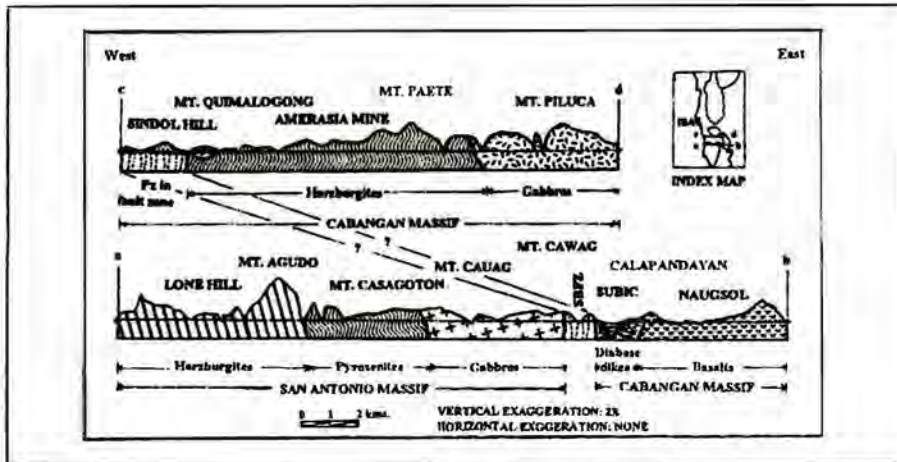 West
East
c
d
MT. PAETE
MT. QUIMALOGONG
MT. PILUCA
SINDOL HILL
AMERASIA MINE
INDEX MAP
Pz in
fault zone
Harzburgites
Gabbros
CABANGAN MASSIF
?
?
MT. CAWAG
MT. AGUDO
MT. CAUAG
CALAPANDAYAN
a
b
LONE HILL
MT. CASAGOTON
SBFZ
SUBIC
NAUGSOL
Harzburgites
Pyroxenites
Gabbros
Diabase
dikes
Basalts
SAN ANTONIO MASSIF
CABANGAN MASSIF
0 1 2 kms.
VERTICAL EXAGGERATION: 2X
HORIZONTAL EXGGERATION: NONE